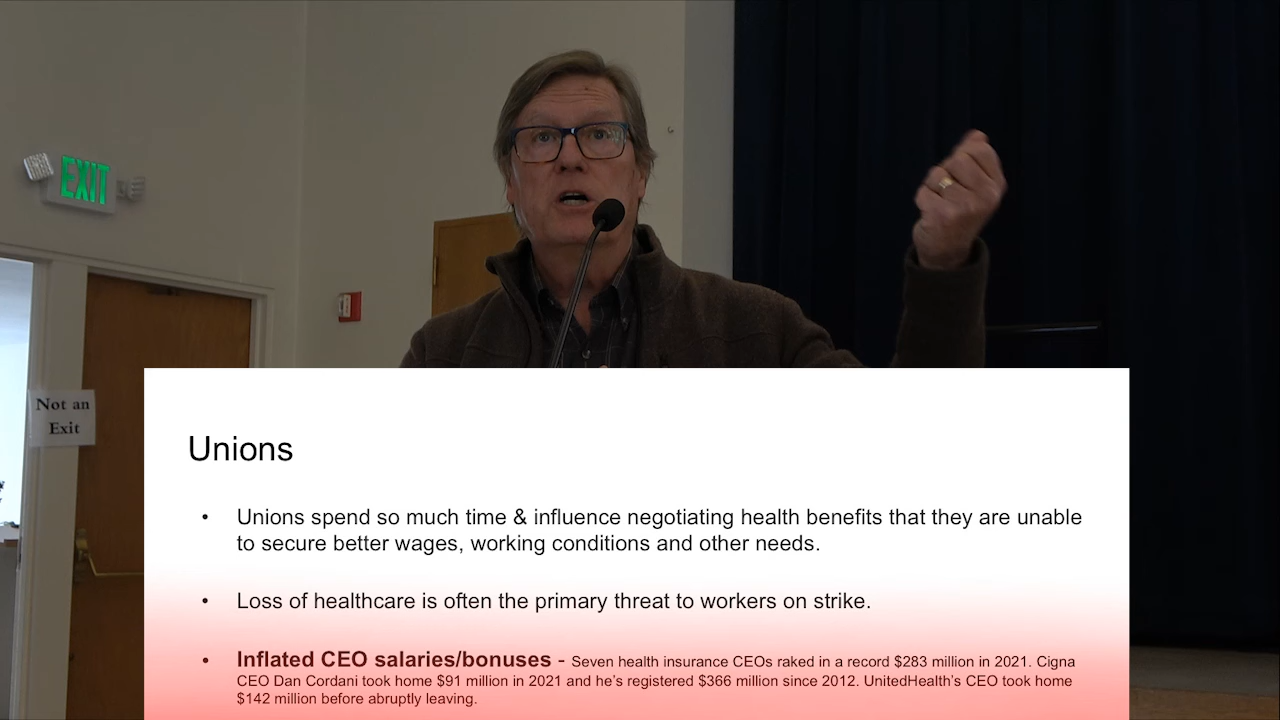 EXIT
Not an
Exit
Unions
• Unions spend so much time & influence negotiating health benefits that they are unable
to secure better wages, working conditions and other needs.
• Loss of healthcare is often the primary threat to workers on strike.
• Inflated CEO salaries/bonuses - Seven health insurance CEOs raked in a record $283 million in 2021. Cigna
CEO Dan Cordani took home $91 million in 2021 and he's registered $366 million since 2012. UnitedHealth's CEO took home
$142 million before abruptly leaving.